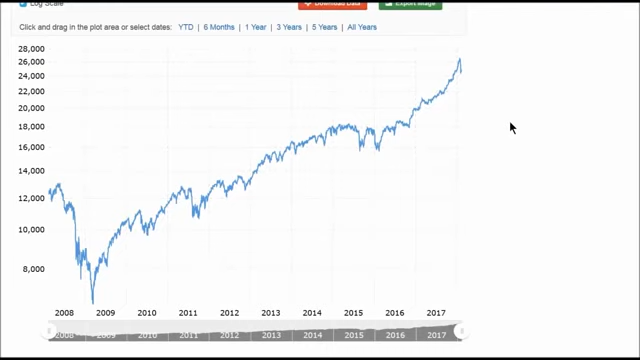 Log Scale Download Data Export Image
Click and drag in the plot area or select dates: YTD | 6 Months | 1 Year | 3 Years | 5 Years | All Years
28,000
26,000
24,000
22,000
20,000
18,000
16,000
14,000
12,000
10,000
8,000
2008 2009 2010 2011 2012 2013 2014 2015 2016 2017
2008 2009 2010 2011 2012 2013 2014 2015 2016 2017